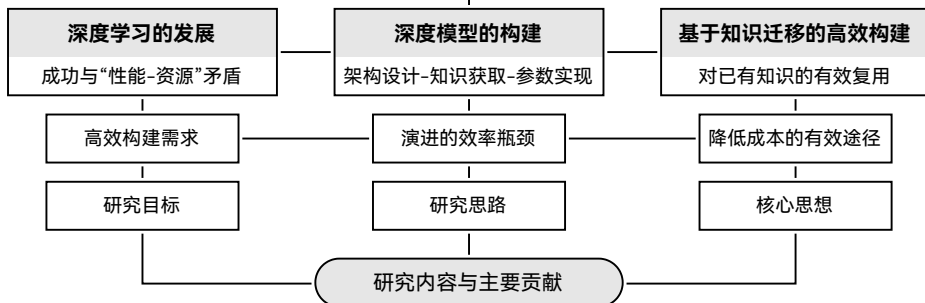 深度学习的发展
成功与“性能-资源”矛盾
深度模型的构建
架构设计-知识获取-参数实现
基于知识迁移的高效构建
对已有知识的有效复用
高效构建需求
演进的效率瓶颈
降低成本的有效途径
研究目标
研究思路
核心思想
研究内容与主要贡献